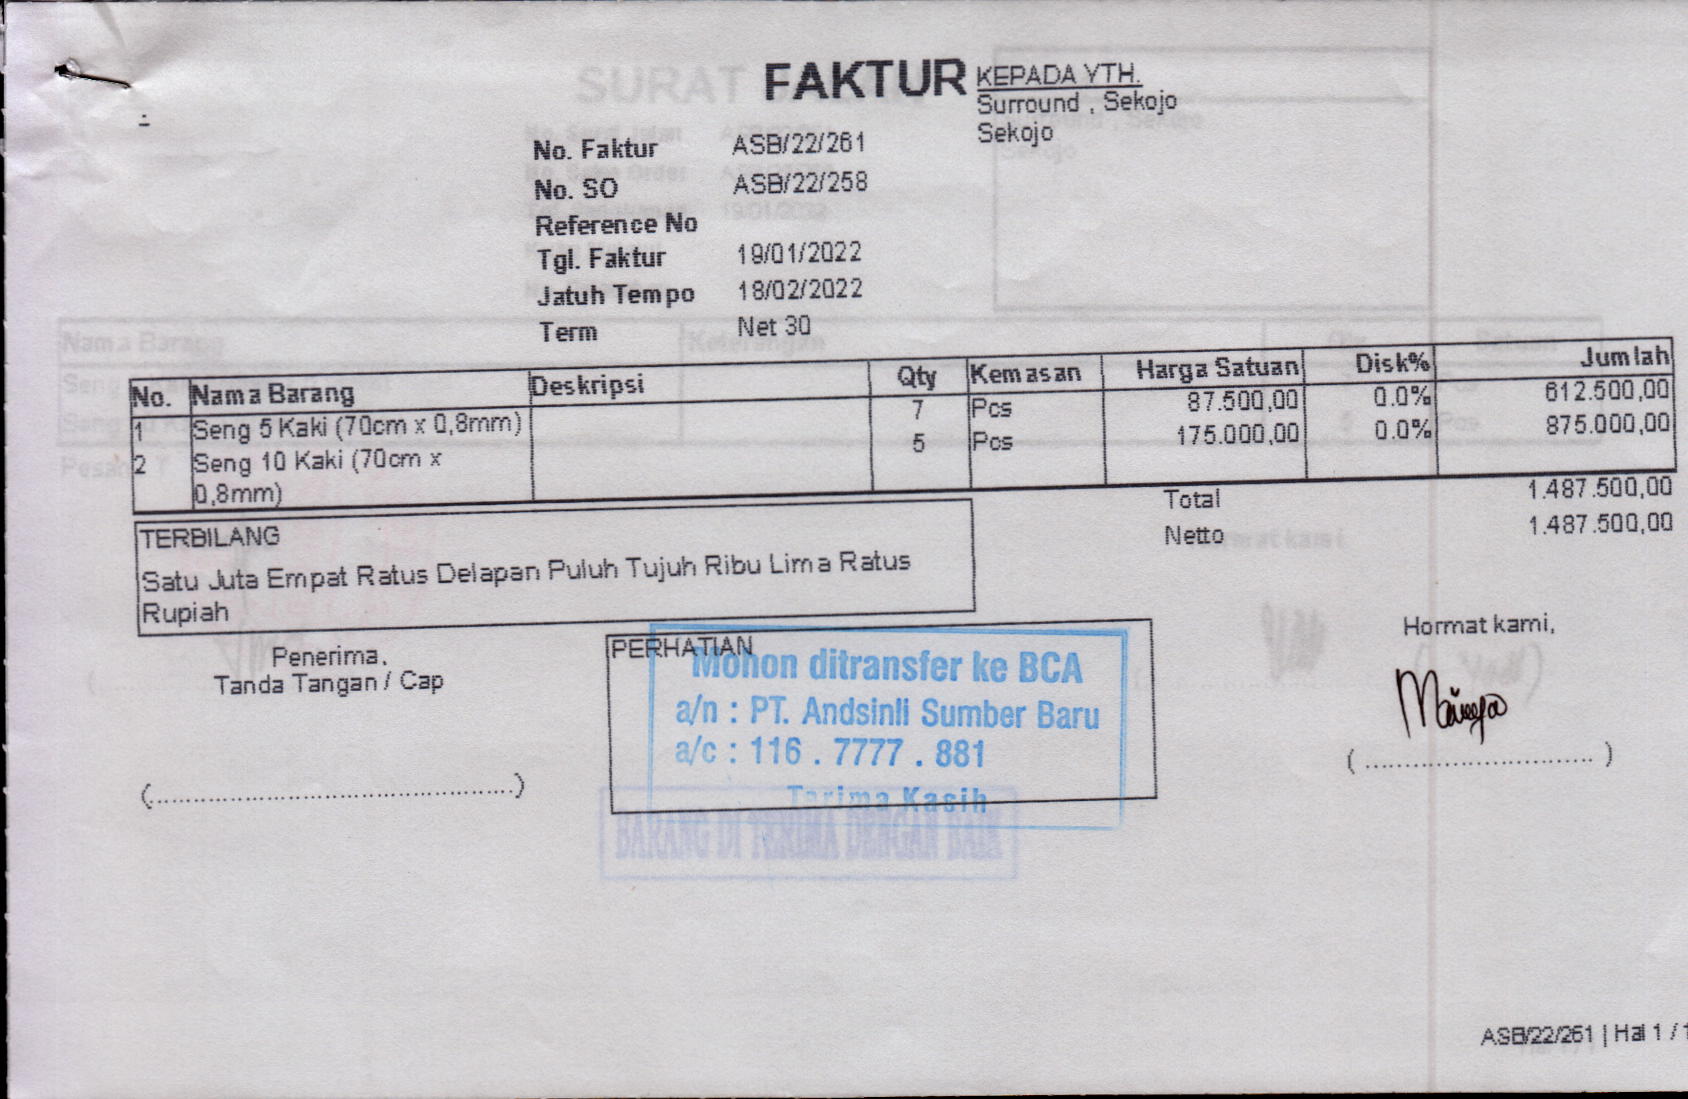 FAKTUR
KEPADA YTH.
Surround , Sekojo
Sekojo
No. Faktur ASB/22/261
No. SO ASB/22/258
Reference No
Tgl. Faktur 19/01/2022
Jatuh Tempo 18/02/2022
Term Net 30
No. Nama Barang Deskripsi Qty Kemasan Harga Satuan Disk% Jumlah
1 Seng 5 Kaki (70cm x 0,8mm) 7 Pcs 87.500,00 0.0% 612.500,00
2 Seng 10 Kaki (70cm x 5 Pcs 175.000,00 0.0% 875.000,00
0,8mm)
Total 1.487.500,00
Netto 1.487.500,00
TERBILANG
Satu Juta Empat Ratus Delapan Puluh Tujuh Ribu Lima Ratus
Rupiah
Penerima,
Tanda Tangan / Cap
(................................................)
PERHATIAN
Mohon ditransfer ke BCA
a/n : PT. Andsinli Sumber Baru
a/c : 116 . 7777 . 881
Terima Kasih
BARANG DI TERIMA DENGAN BAIK
Hormat kami,
(.............................)
ASB/22/261 | Hal 1 / 1